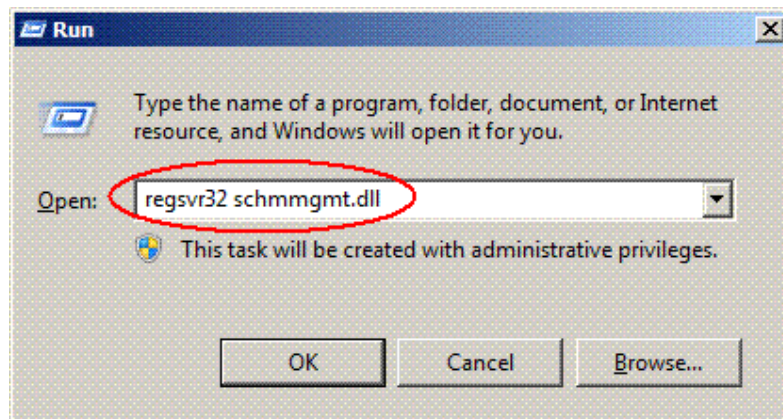 Run
Type the name of a program, folder, document, or Internet
resource, and Windows will open it for you.
Open: regsvr32 schmmgmt.dll
This task will be created with administrative privileges.
OK Cancel Browse...